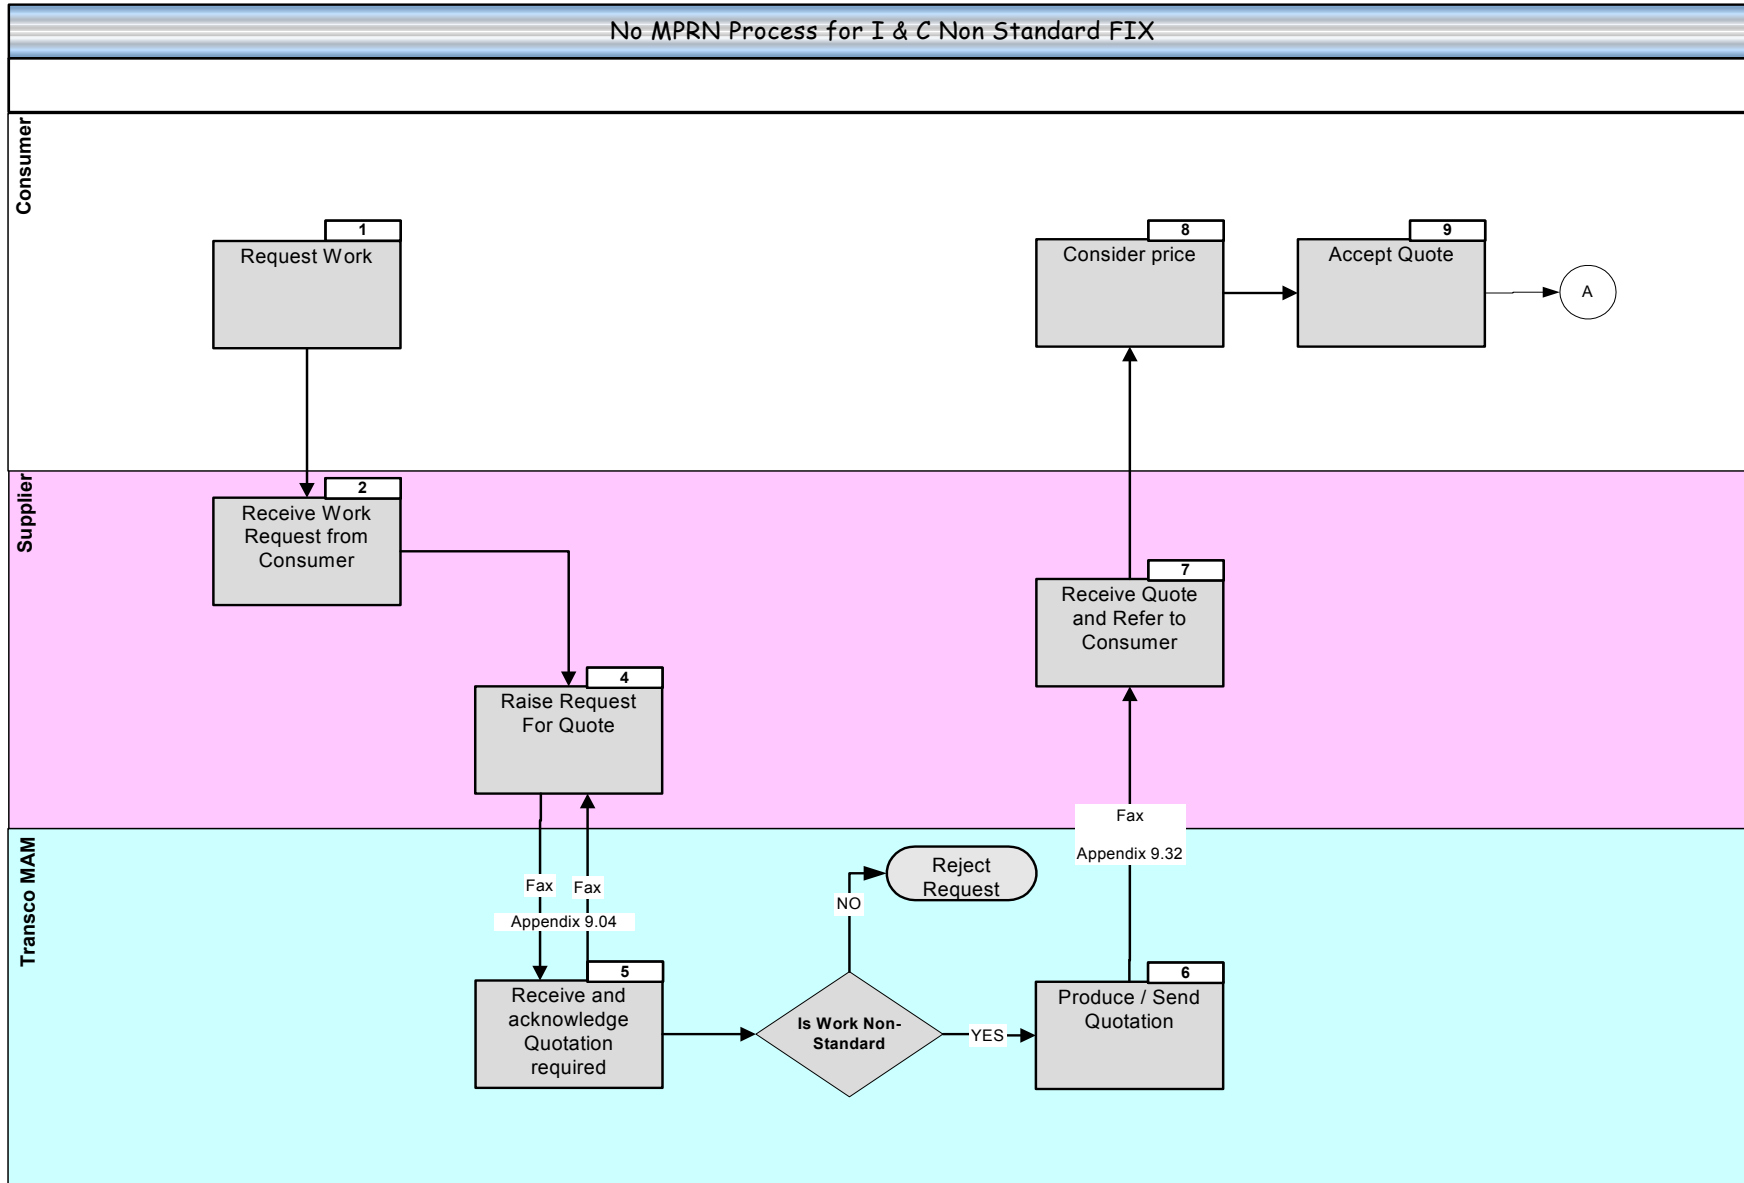 No MPRN Process for I & C Non Standard FIX
Consumer
1
Request Work
8
Consider price
9
Accept Quote
A
Supplier
2
Receive Work
Request from
Consumer
7
Receive Quote
and Refer to
Consumer
4
Raise Request
For Quote
Fax
Appendix 9.32
Transco MAM
Fax
Fax
Appendix 9.04
Reject
Request
NO
5
Receive and
acknowledge
Quotation
required
Is Work Non-
Standard
YES
6
Produce / Send
Quotation